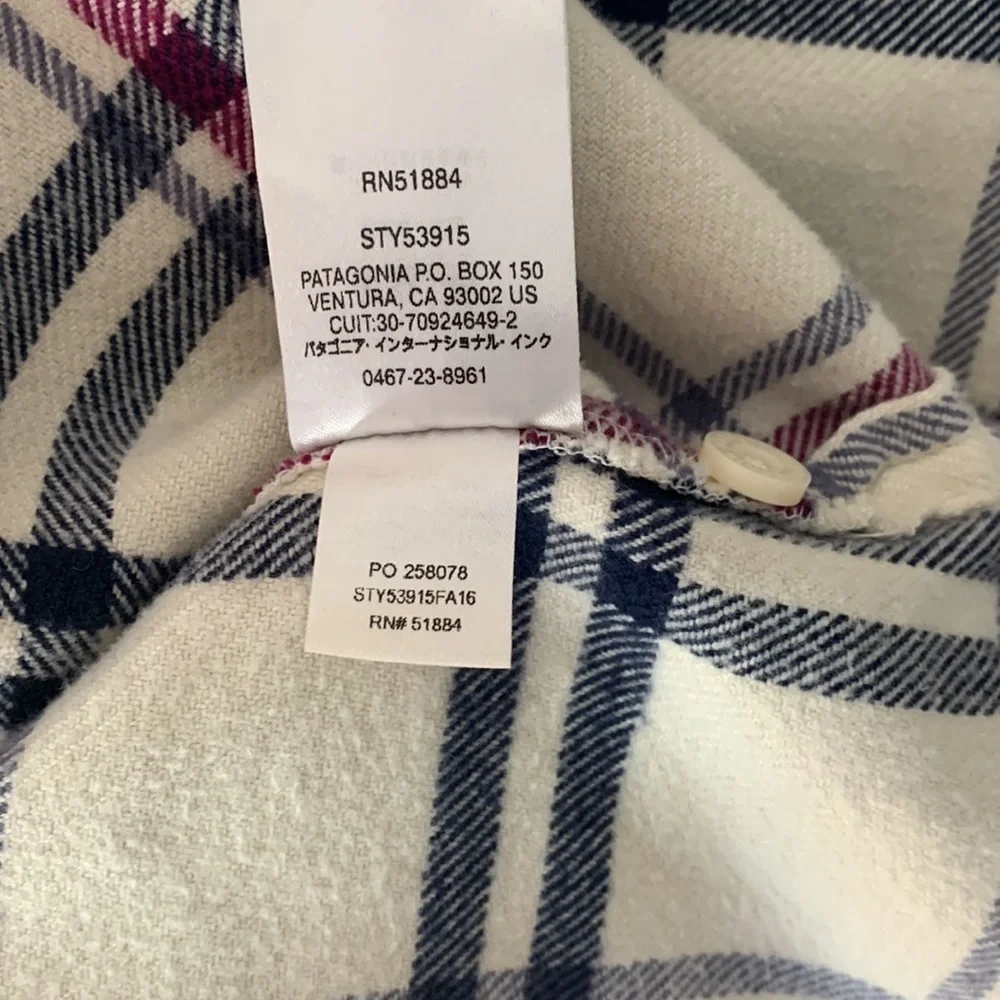 RN51884
STY53915
PATAGONIA P.O. BOX 150
VENTURA, CA 93002 US
CUIT:30-70924649-2
パタゴニア・インターナショナル・インク
0467-23-8961
PO 258078
STY53915FA16
RN# 51884